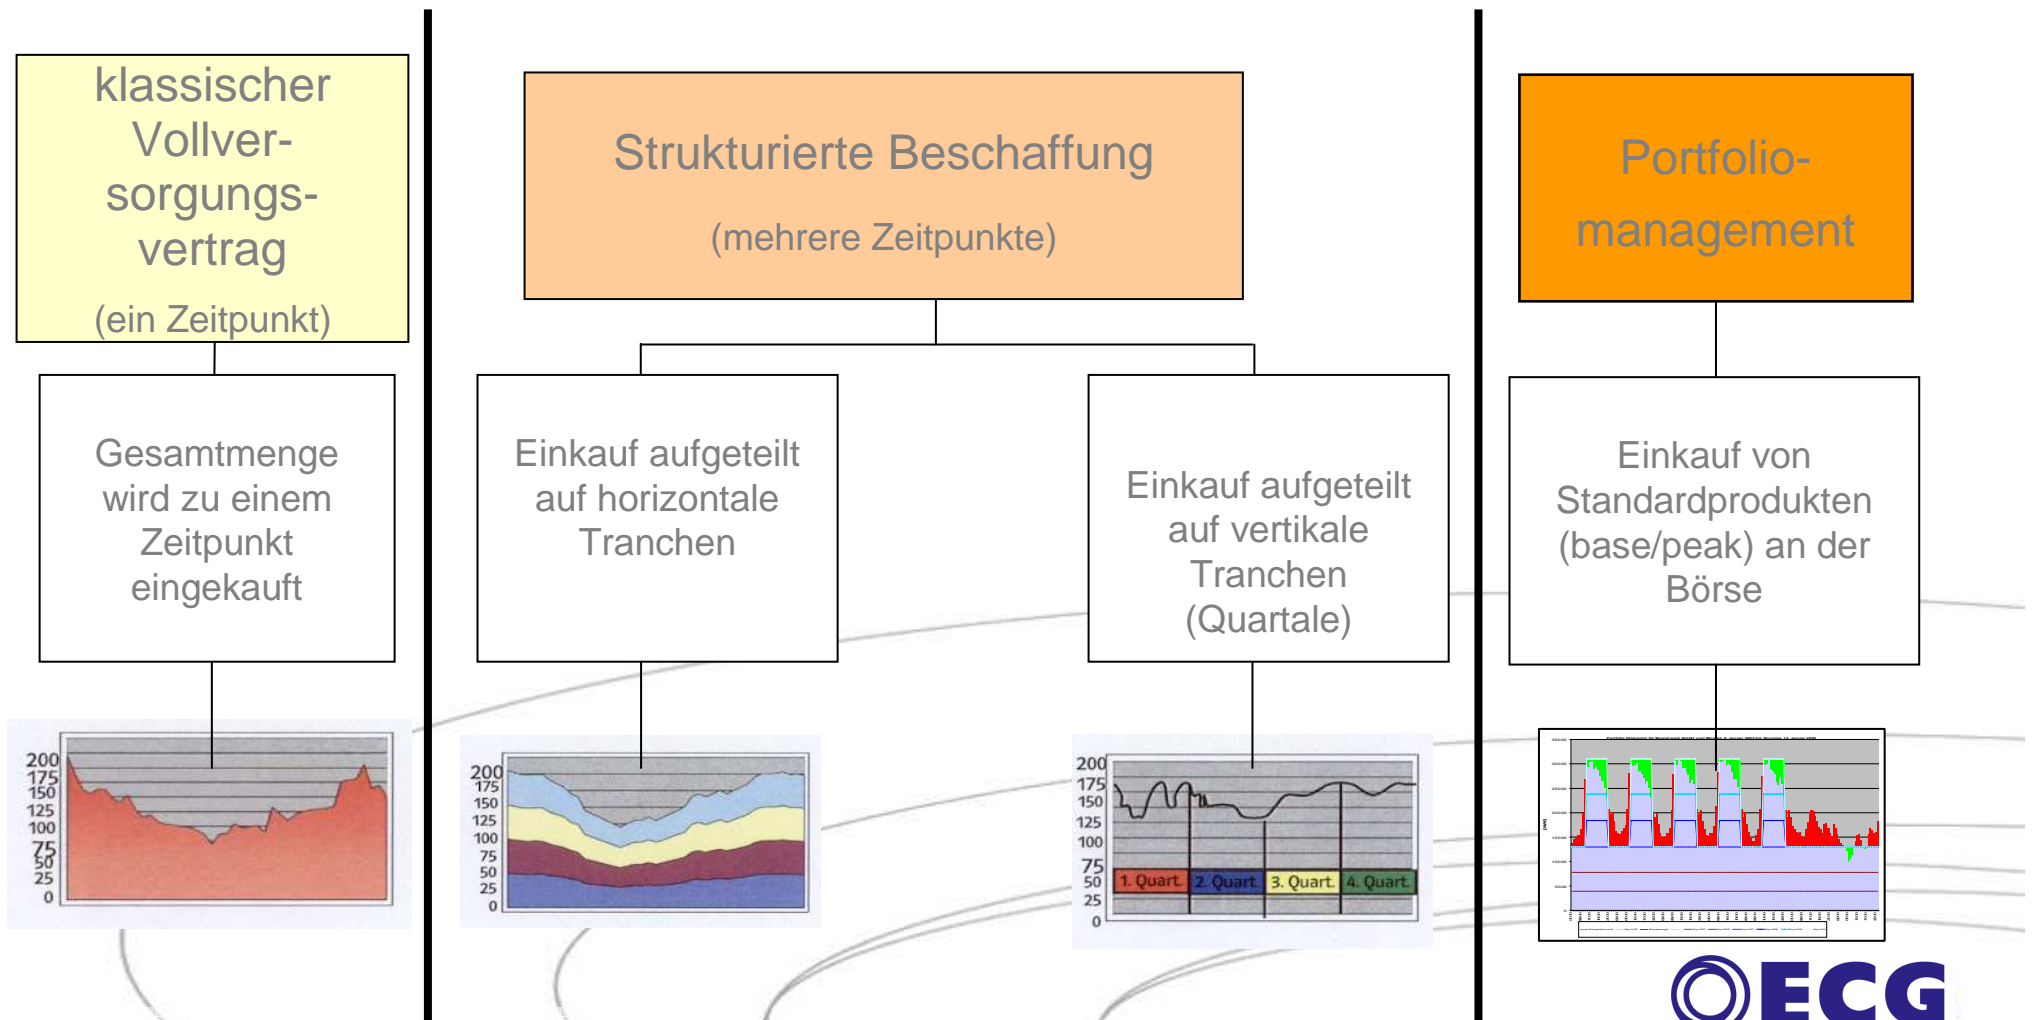 klassischer
Vollver-
sorgungs-
vertrag
(ein Zeitpunkt)
Gesamtmenge
wird zu einem
Zeitpunkt
eingekauft
200
175
150
125
100
75
50
25
0
Strukturierte Beschaffung
(mehrere Zeitpunkte)
Einkauf aufgeteilt
auf horizontale
Tranchen
200
175
150
125
100
75
50
25
0
Einkauf aufgeteilt
auf vertikale
Tranchen
(Quartale)
200
175
150
125
100
75
50
25
0
1. Quart. 2. Quart. 3. Quart. 4. Quart.
Portfolio-
management
Einkauf von
Standardprodukten
(base/peak) an der
Börse
ECG